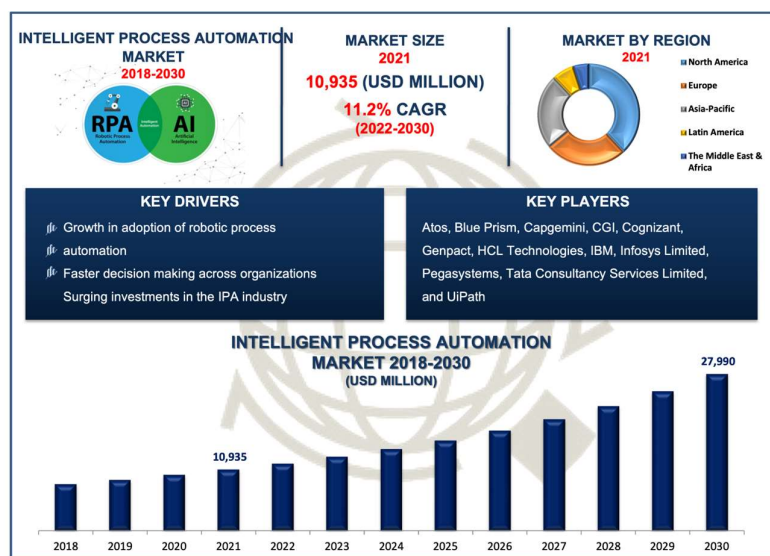 INTELLIGENT PROCESS AUTOMATION
MARKET
2018-2030
RPA
Robotic Process
Automation
Intelligent
Automation
AI
Artificial
Intelligence
MARKET SIZE
2021
10,935 (USD MILLION)
11.2% CAGR
(2022-2030)
MARKET BY REGION
2021
North America
Europe
Asia-Pacific
Latin America
The Middle East &
Africa
KEY DRIVERS
Growth in adoption of robotic process
automation
Faster decision making across organizations
Surging investments in the IPA industry
KEY PLAYERS
Atos, Blue Prism, Capgemini, CGI, Cognizant,
Genpact, HCL Technologies, IBM, Infosys Limited,
Pegasystems, Tata Consultancy Services Limited,
and UiPath
INTELLIGENT PROCESS AUTOMATION
MARKET 2018-2030
(USD MILLION)
10,935
27,990
2018 2019 2020 2021 2022 2023 2024 2025 2026 2027 2028 2029 2030